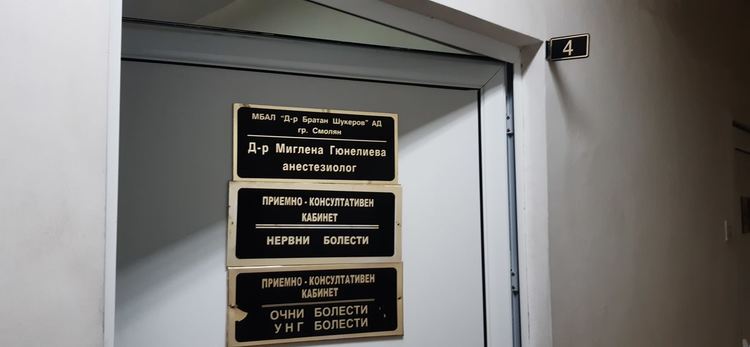 4
МБАЛ "Д-р Братан Шукеров" АД
гр. Смолян
Д-р Миглена Гюнелиева
анестезиолог
ПРИЕМНО - КОНСУЛТАТИВЕН
КАБИНЕТ
НЕРВНИ БОЛЕСТИ
ПРИЕМНО - КОНСУЛТАТИВЕН
КАБИНЕТ
ОЧНИ БОЛЕСТИ
УНГ БОЛЕСТИ